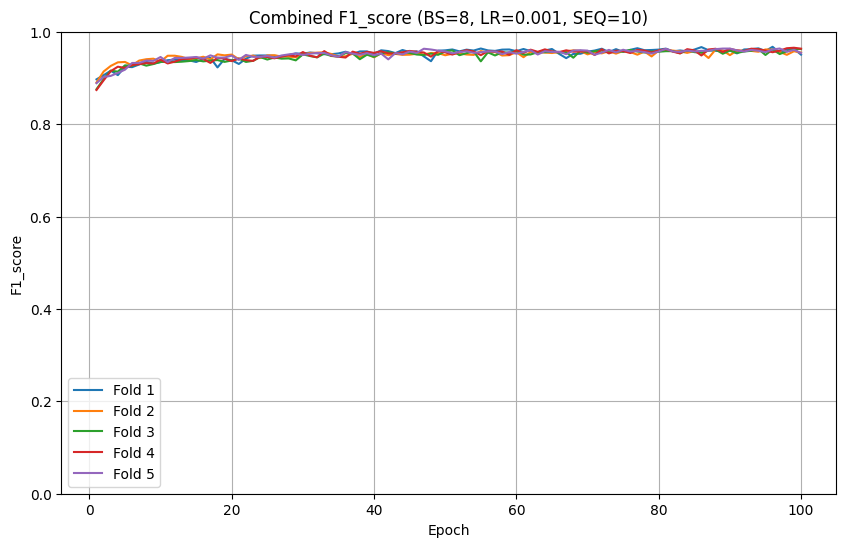 Combined F1_score (BS=8, LR=0.001, SEQ=10)
F1_score
1.0
0.8
0.6
0.4
0.2
0.0
Fold 1
Fold 2
Fold 3
Fold 4
Fold 5
0 20 40 60 80 100
Epoch